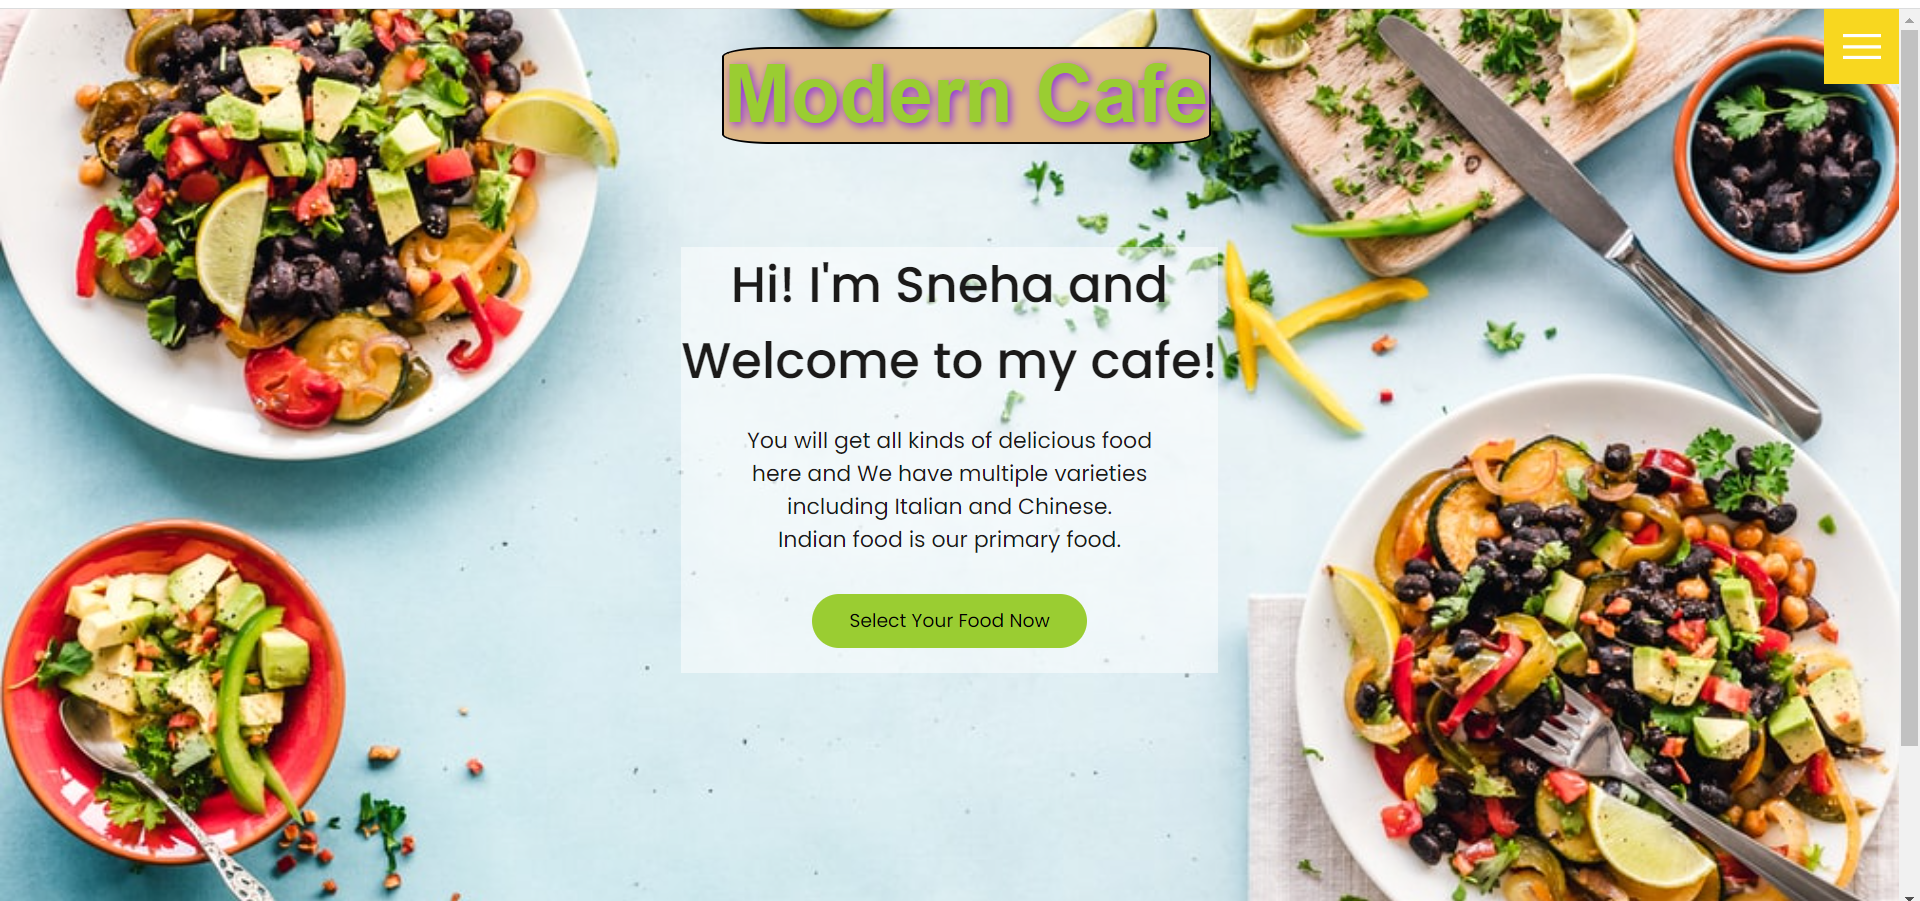 Modern Cafe
Hi! I'm Sneha and
Welcome to my cafe!
You will get all kinds of delicious food
here and We have multiple varieties
including Italian and Chinese.
Indian food is our primary food.
Select Your Food Now